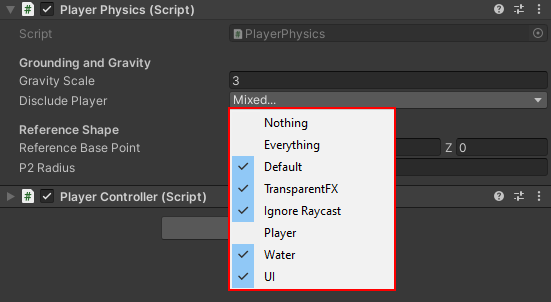 Player Physics (Script)
Script PlayerPhysics
Grounding and Gravity
Gravity Scale 3
Disclude Player Mixed...
Nothing
Everything
Default
TransparentFX
Ignore Raycast
Player
Water
UI
Reference Shape
Reference Base Point Z 0
P2 Radius
Player Controller (Script)